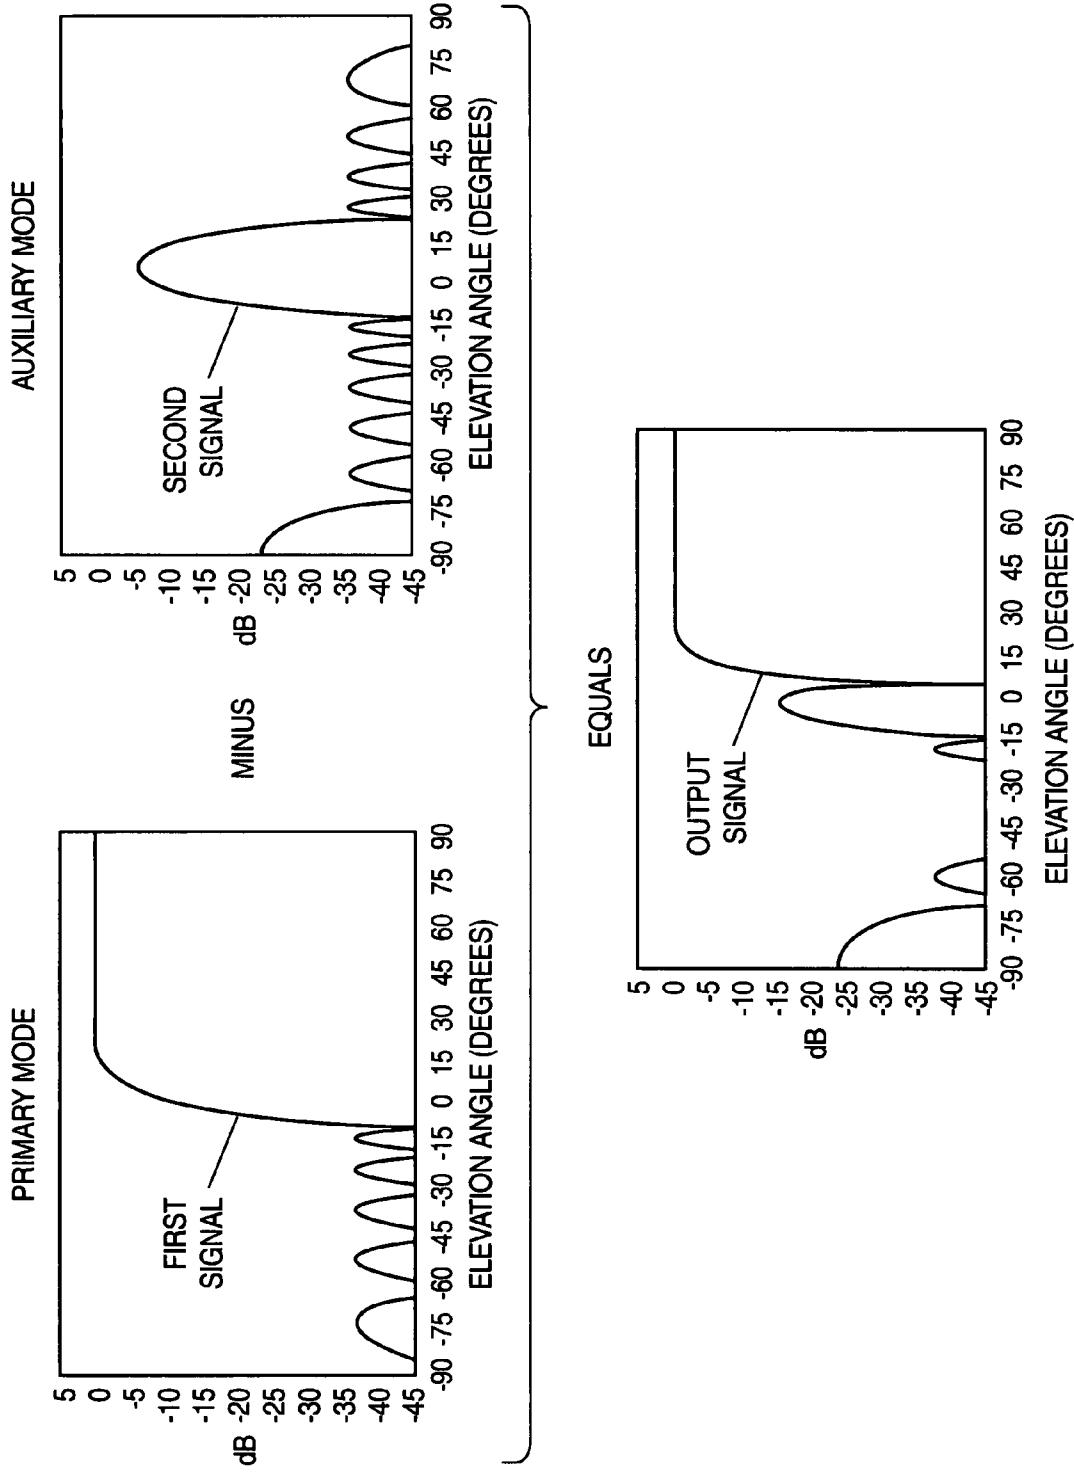 PRIMARY MODE
5
0
-5
-10
-15
-20
-25
-30
-35
-40
-45
dB
FIRST
SIGNAL
-90 -75 -60 -45 -30 -15 0 15 30 45 60 75 90
ELEVATION ANGLE (DEGREES)
MINUS
AUXILIARY MODE
5
0
-5
-10
-15
-20
-25
-30
-35
-40
-45
dB
SECOND
SIGNAL
-90 -75 -60 -45 -30 -15 0 15 30 45 60 75 90
ELEVATION ANGLE (DEGREES)
EQUALS
5
0
-5
-10
-15
-20
-25
-30
-35
-40
-45
dB
OUTPUT
SIGNAL
-90 -75 -60 -45 -30 -15 0 15 30 45 60 75 90
ELEVATION ANGLE (DEGREES)